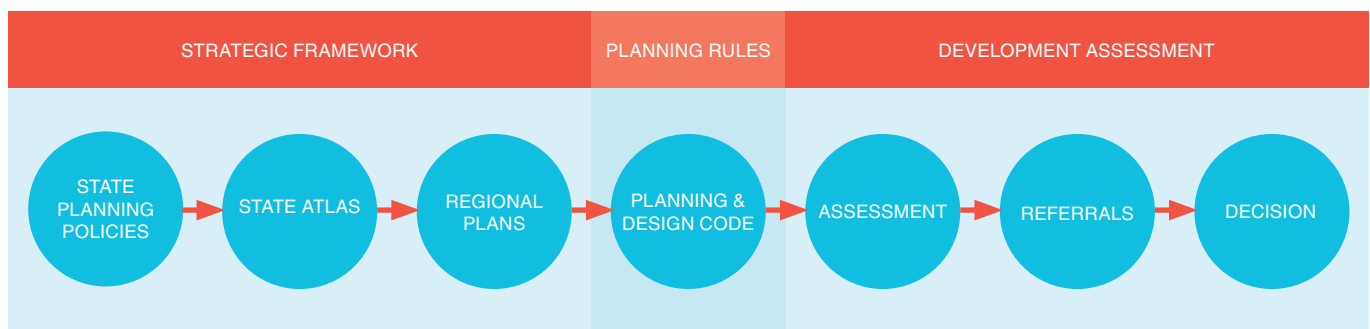 STRATEGIC FRAMEWORK
PLANNING RULES
DEVELOPMENT ASSESSMENT
STATE
PLANNING
POLICIES
STATE ATLAS
REGIONAL
PLANS
PLANNING &
DESIGN CODE
ASSESSMENT
REFERRALS
DECISION